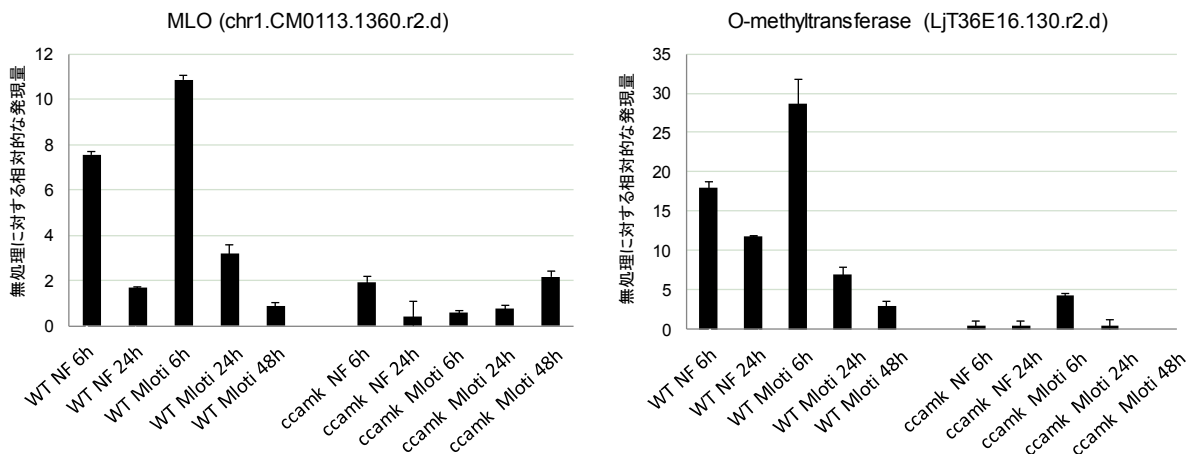 MLO (chr1.CM0113.1360.r2.d)
無処理に対する相対的な発現量
12
10
8
6
4
2
0
WT NF 6h
WT NF 24h
WT Mloti 6h
WT Mloti 24h
WT Mloti 48h
ccamk NF 6h
ccamk NF 24h
ccamk Mloti 6h
ccamk Mloti 24h
ccamk Mloti 48h
O-methyltransferase (LjT36E16.130.r2.d)
無処理に対する相対的な発現量
35
30
25
20
15
10
5
0
WT NF 6h
WT NF 24h
WT Mloti 6h
WT Mloti 24h
WT Mloti 48h
ccamk NF 6h
ccamk NF 24h
ccamk Mloti 6h
ccamk Mloti 24h
ccamk Mloti 48h